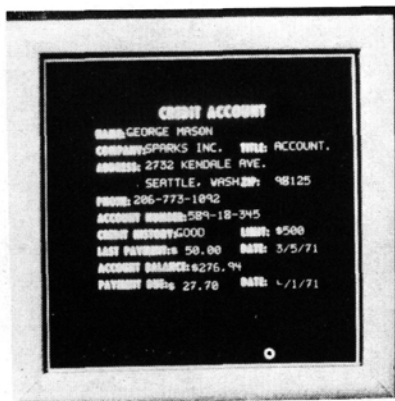 CREDIT ACCOUNT
NAME: GEORGE MASON
COMPANY: SPARKS INC. TITLE: ACCOUNT.
ADDRESS: 2732 KENDALE AVE.
SEATTLE, WASH ZIP: 98125
PHONE: 206-773-1092
ACCOUNT NUMBER: 589-18-345
CREDIT HISTORY: GOOD LIMIT: $500
LAST PAYMENT: $ 50.00 DATE: 3/5/71
ACCOUNT BALANCE: $276.94
PAYMENT DUE: $ 27.70 DATE: /1/71